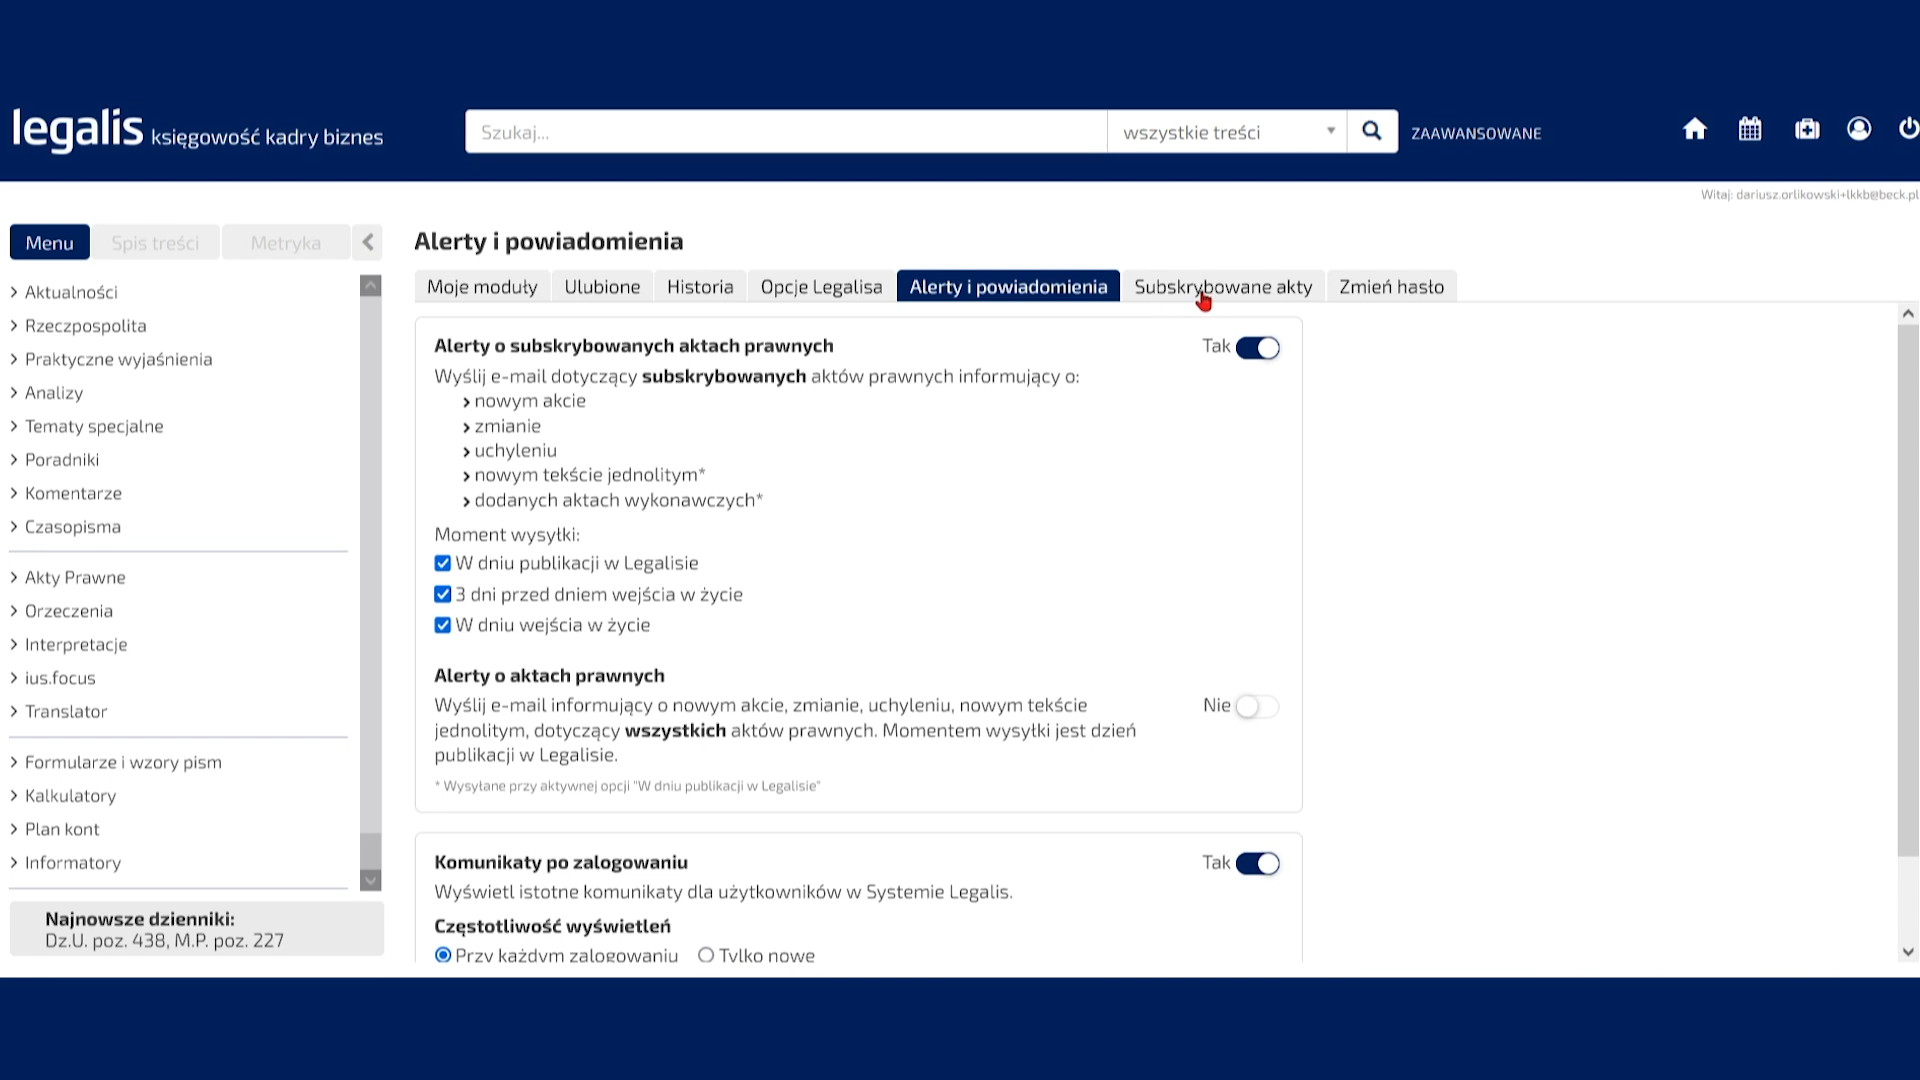 legalis księgowość kadry biznes
Szukaj...
wszystkie treści
ZAAWANSOWANE
Witaj: dariusz.orlikowski+lkkb@beck.pl
Menu
Spis treści
Metryka
Aktualności
Rzeczpospolita
Praktyczne wyjaśnienia
Analizy
Tematy specjalne
Poradniki
Komentarze
Czasopisma
Akty Prawne
Orzeczenia
Interpretacje
ius.focus
Translator
Formularze i wzory pism
Kalkulatory
Plan kont
Informatory
Najnowsze dzienniki:
Dz.U. poz. 438, M.P. poz. 227
Alerty i powiadomienia
Moje moduły
Ulubione
Historia
Opcje Legalisa
Alerty i powiadomienia
Subskrybowane akty
Zmień hasło
Alerty o subskrybowanych aktach prawnych
Tak
Wyślij e-mail dotyczący subskrybowanych aktów prawnych informujący o:
nowym akcie
zmianie
uchyleniu
nowym tekście jednolitym*
dodanych aktach wykonawczych*
Moment wysyłki:
W dniu publikacji w Legalisie
3 dni przed dniem wejścia w życie
W dniu wejścia w życie
Alerty o aktach prawnych
Wyślij e-mail informujący o nowym akcie, zmianie, uchyleniu, nowym tekście
Nie
jednolitym, dotyczący wszystkich aktów prawnych. Momentem wysyłki jest dzień
publikacji w Legalisie.
* Wysyłane przy aktywnej opcji "W dniu publikacji w Legalisie"
Komunikaty po zalogowaniu
Tak
Wyświetl istotne komunikaty dla użytkowników w Systemie Legalis.
Częstotliwość wyświetleń
Przy każdym zalogowaniu
Tylko nowe